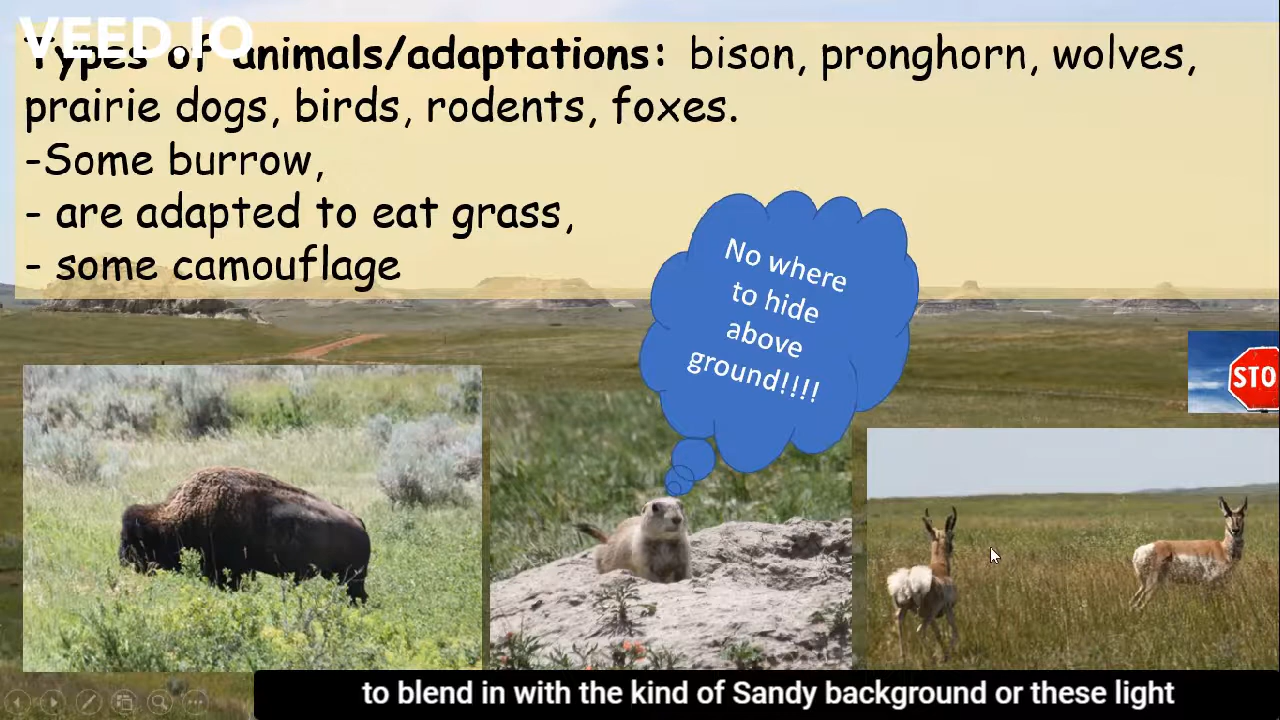 VEED.IO
Types of animals/adaptations: bison, pronghorn, wolves,
prairie dogs, birds, rodents, foxes.
-Some burrow,
- are adapted to eat grass,
- some camouflage
No where
to hide
above
ground!!!!
STO
to blend in with the kind of Sandy background or these light